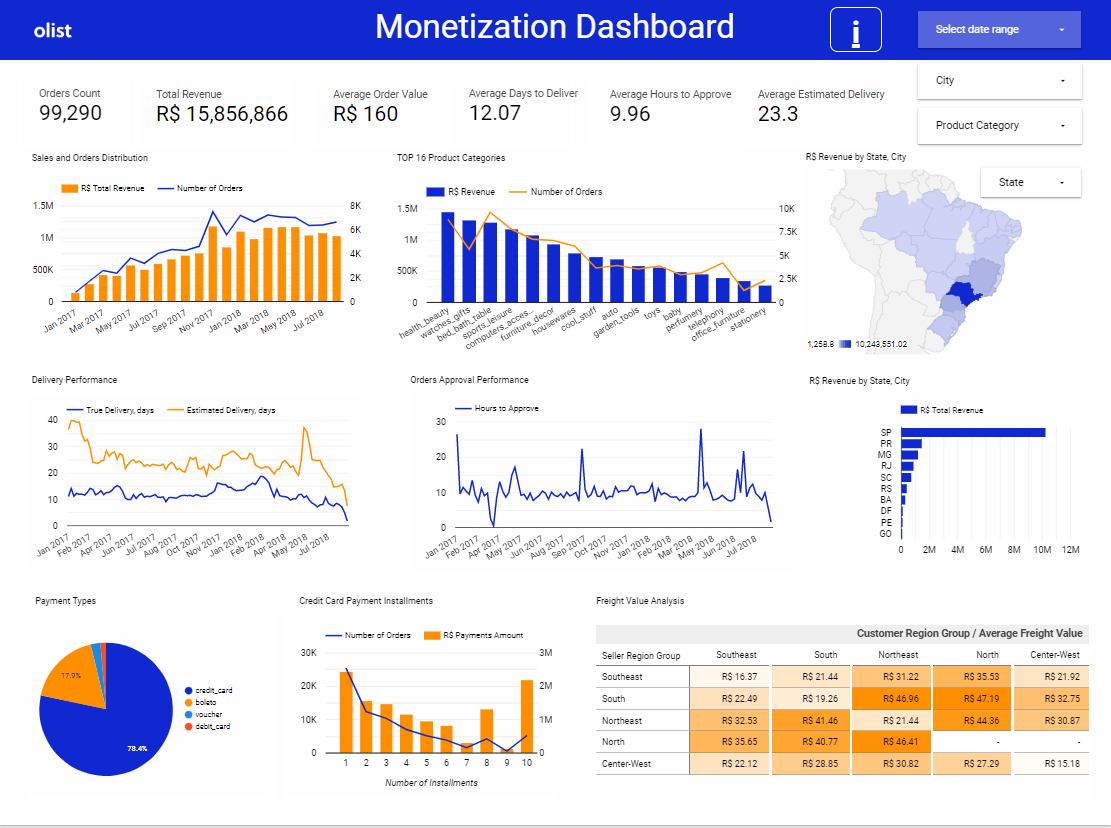 olist
Monetization Dashboard
i
Select date range
City
Product Category
Orders Count
99,290
Total Revenue
R$ 15,856,866
Average Order Value
R$ 160
Average Days to Deliver
12.07
Average Hours to Approve
9.96
Average Estimated Delivery
23.3
Sales and Orders Distribution
R$ Total Revenue
Number of Orders
1.5M
1M
500K
0
8K
6K
4K
2K
0
Jan 2017
Mar 2017
May 2017
Jul 2017
Sep 2017
Nov 2017
Jan 2018
Mar 2018
May 2018
Jul 2018
TOP 16 Product Categories
R$ Revenue
Number of Orders
1.5M
1M
500K
0
10K
7.5K
5K
2.5K
0
health_beauty
watches_gifts
bed_bath_table
sports_leisure
computers_acces...
furniture_decor
housewares
cool_stuff
auto
garden_tools
toys
baby
perfumery
telephony
office_furniture
stationery
R$ Revenue by State, City
State
1,258.6
10,243,551.02
Delivery Performance
True Delivery, days
Estimated Delivery, days
40
30
20
10
0
Jan 2017
Feb 2017
Apr 2017
Jun 2017
Jul 2017
Aug 2017
Oct 2017
Nov 2017
Jan 2018
Feb 2018
Apr 2018
May 2018
Jul 2018
Orders Approval Performance
Hours to Approve
30
20
10
0
Jan 2017
Feb 2017
Apr 2017
May 2017
Jun 2017
Aug 2017
Sep 2017
Oct 2017
Nov 2017
Jan 2018
Feb 2018
Mar 2018
May 2018
Jun 2018
Jul 2018
R$ Revenue by State, City
R$ Total Revenue
SP
PR
MG
RJ
SC
RS
BA
DF
PE
GO
0
2M
4M
6M
8M
10M
12M
Payment Types
17.9%
78.4%
credit_card
boleto
voucher
debit_card
Credit Card Payment Installments
Number of Orders
R$ Payments Amount
30K
20K
10K
0
3M
2M
1M
0
1 2 3 4 5 6 7 8 9 10
Number of Installments
Freight Value Analysis
Customer Region Group / Average Freight Value
Seller Region Group Southeast South Northeast North Center-West
Southeast R$ 16.37 R$ 21.44 R$ 31.22 R$ 35.53 R$ 21.92
South R$ 22.49 R$ 19.26 R$ 46.96 R$ 47.19 R$ 32.75
Northeast R$ 32.53 R$ 41.46 R$ 21.44 R$ 44.36 R$ 30.87
North R$ 35.65 R$ 40.77 R$ 46.41 - -
Center-West R$ 22.12 R$ 28.85 R$ 30.82 R$ 27.29 R$ 15.18